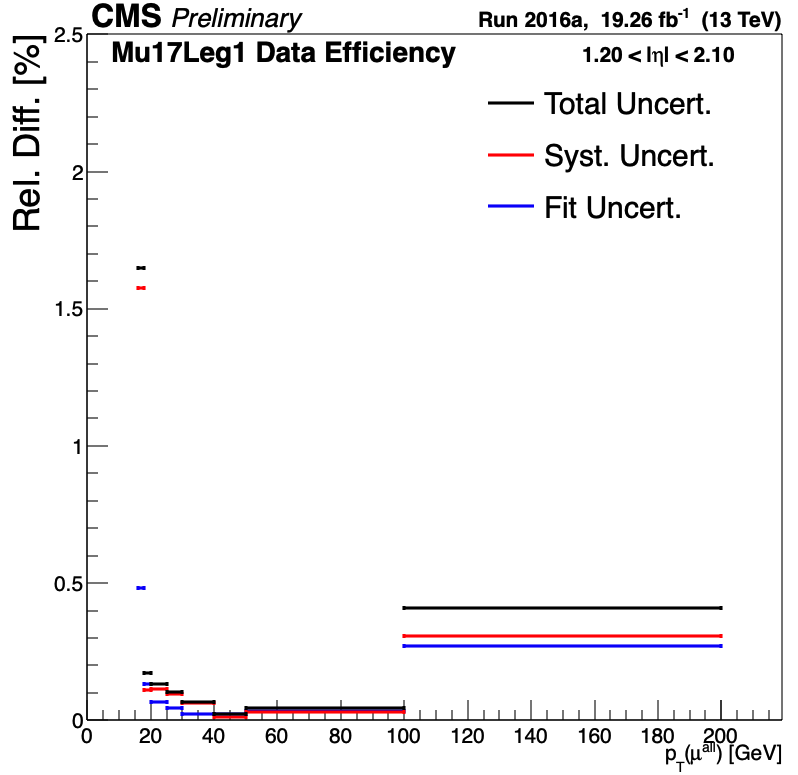 CMS Preliminary Run 2016a, 19.26 fb⁻¹ (13 TeV)
Mu17Leg1 Data Efficiency 1.20 < |η| < 2.10
Total Uncert.
Syst. Uncert.
Fit Uncert.
Rel. Diff. [%]
2.5
2
1.5
1
0.5
0
0 20 40 60 80 100 120 140 160 180 200
p_T(μ^all) [GeV]